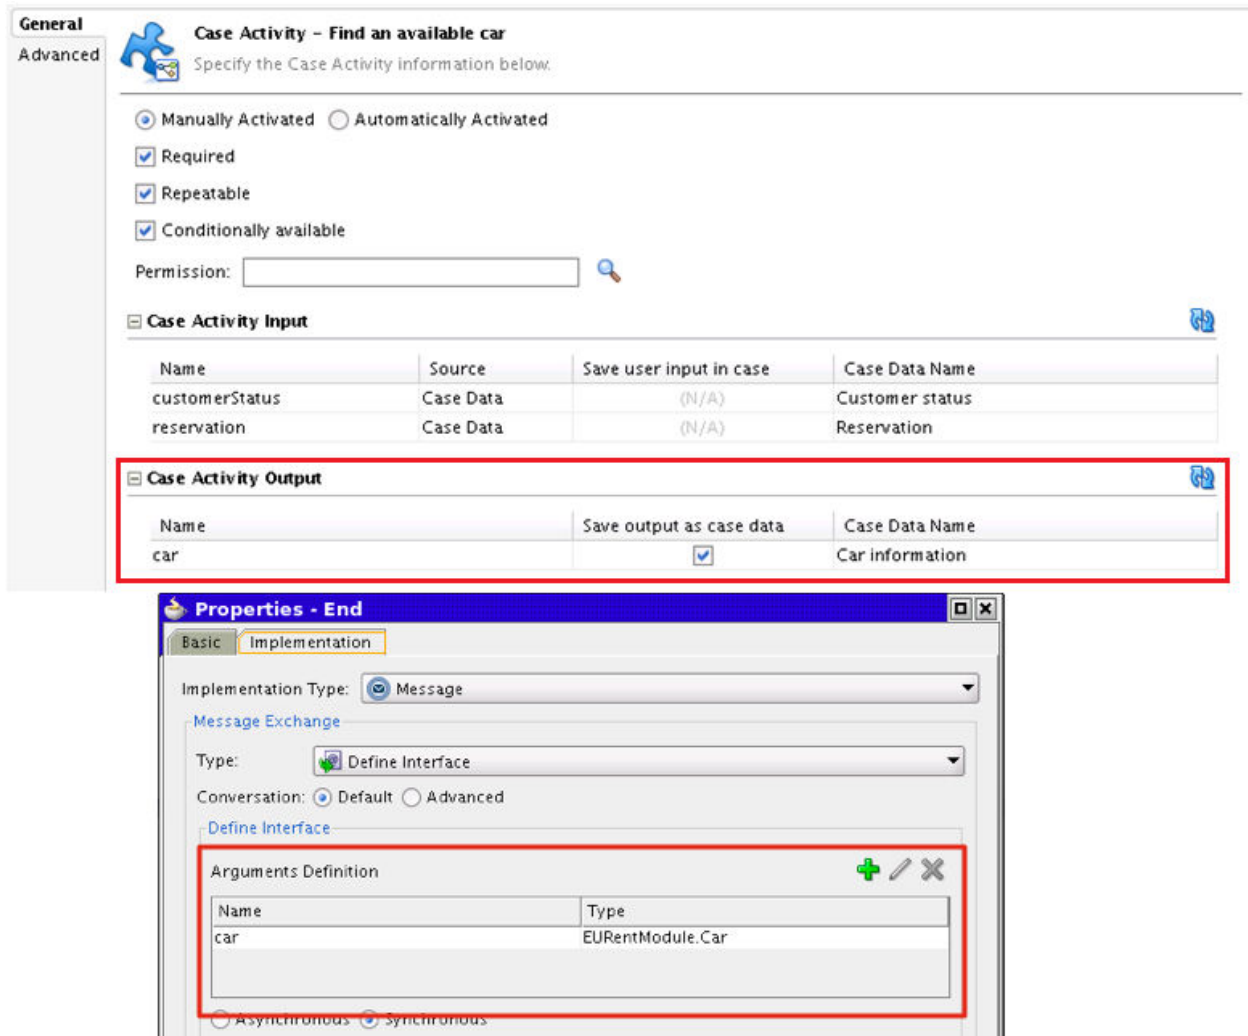 General
Advanced
Case Activity - Find an available car
Specify the Case Activity information below.
Manually Activated Automatically Activated
Required
Repeatable
Conditionally available
Permission:
Case Activity Input
Name Source Save user input in case Case Data Name
customerStatus Case Data (N/A) Customer status
reservation Case Data (N/A) Reservation
Case Activity Output
Name Save output as case data Case Data Name
car Car information
Properties - End
Basic Implementation
Implementation Type: Message
Message Exchange
Type: Define Interface
Conversation: Default Advanced
Define Interface
Arguments Definition
Name Type
car EURentModule.Car
Asynchronous Synchronous